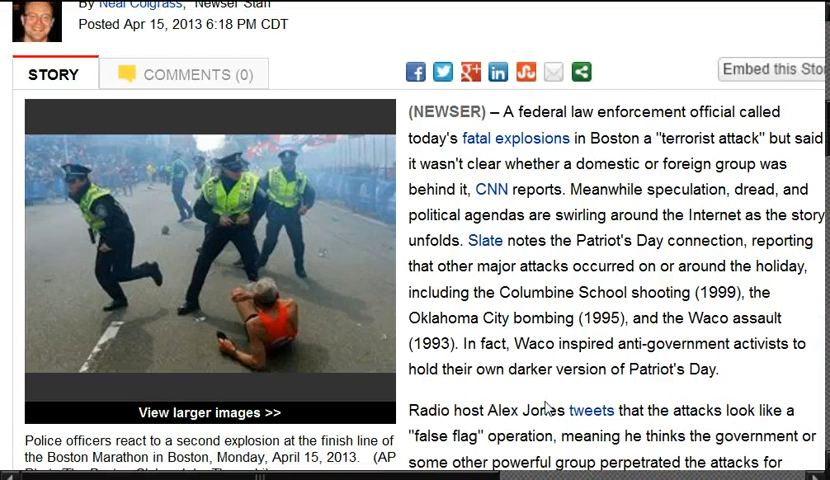 By Neal Colgrass, Newser Staff
Posted Apr 15, 2013 6:18 PM CDT
STORY
COMMENTS (0)
Embed this Stor
(NEWSER) – A federal law enforcement official called
today's fatal explosions in Boston a "terrorist attack" but said
it wasn't clear whether a domestic or foreign group was
behind it, CNN reports. Meanwhile speculation, dread, and
political agendas are swirling around the Internet as the story
unfolds. Slate notes the Patriot's Day connection, reporting
that other major attacks occurred on or around the holiday,
including the Columbine School shooting (1999), the
Oklahoma City bombing (1995), and the Waco assault
(1993). In fact, Waco inspired anti-government activists to
hold their own darker version of Patriot's Day.
Radio host Alex Jones tweets that the attacks look like a
"false flag" operation, meaning he thinks the government or
some other powerful group perpetrated the attacks for
View larger images >>
Police officers react to a second explosion at the finish line of
the Boston Marathon in Boston, Monday, April 15, 2013. (AP